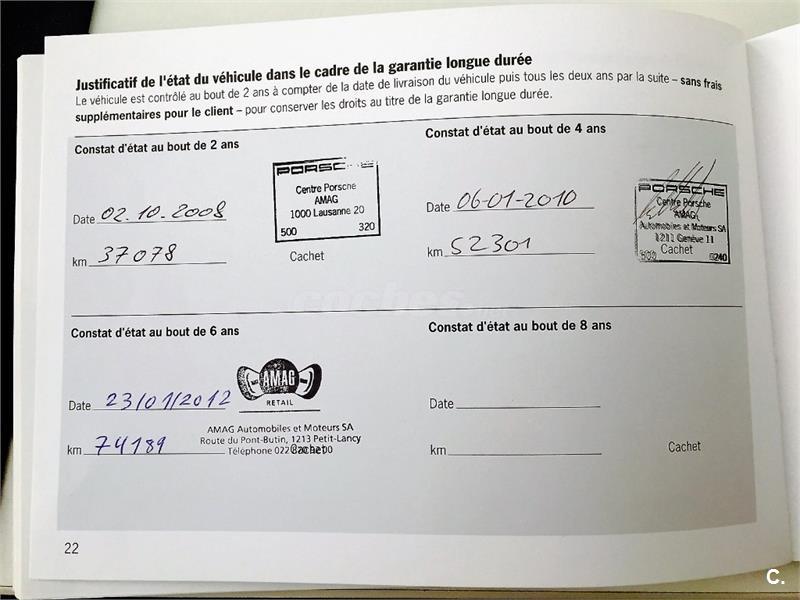 Justificatif de l'état du véhicule dans le cadre de la garantie longue durée
Le véhicule est contrôlé au bout de 2 ans à compter de la date de livraison du véhicule puis tous les deux ans par la suite – sans frais
supplémentaires pour le client – pour conserver les droits au titre de la garantie longue durée.
Constat d'état au bout de 2 ans
PORSCHE
Centre Porsche
AMAG
1000 Lausanne 20
500 320
Date 02.10.2008
km 37078
Cachet
Constat d'état au bout de 4 ans
PORSCHE
Centre Porsche
AMAG
Automobiles et Moteurs SA
1211 Genève 11
500 6240
Date 06-01-2010
km 52301
Cachet
coches
Constat d'état au bout de 6 ans
AMAG
RETAIL
Date 23/01/2012
km 74189
AMAG Automobiles et Moteurs SA
Route du Pont-Butin, 1213 Petit-Lancy
Téléphone 022
Cachet
Constat d'état au bout de 8 ans
Date
km
Cachet
22
C.